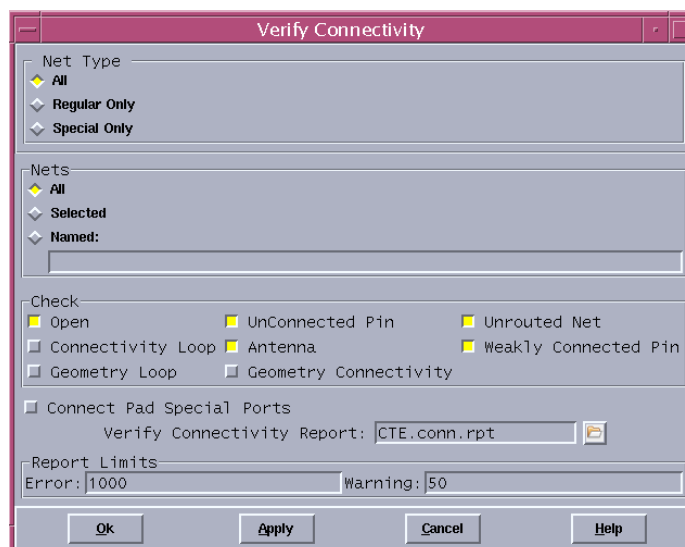 Verify Connectivity
Net Type
All
Regular Only
Special Only
Nets
All
Selected
Named:
Check
Open UnConnected Pin Unrouted Net
Connectivity Loop Antenna Weakly Connected Pin
Geometry Loop Geometry Connectivity
Connect Pad Special Ports
Verify Connectivity Report: CTE.conn.rpt
Report Limits
Error: 1000 Warning: 50
Ok Apply Cancel Help